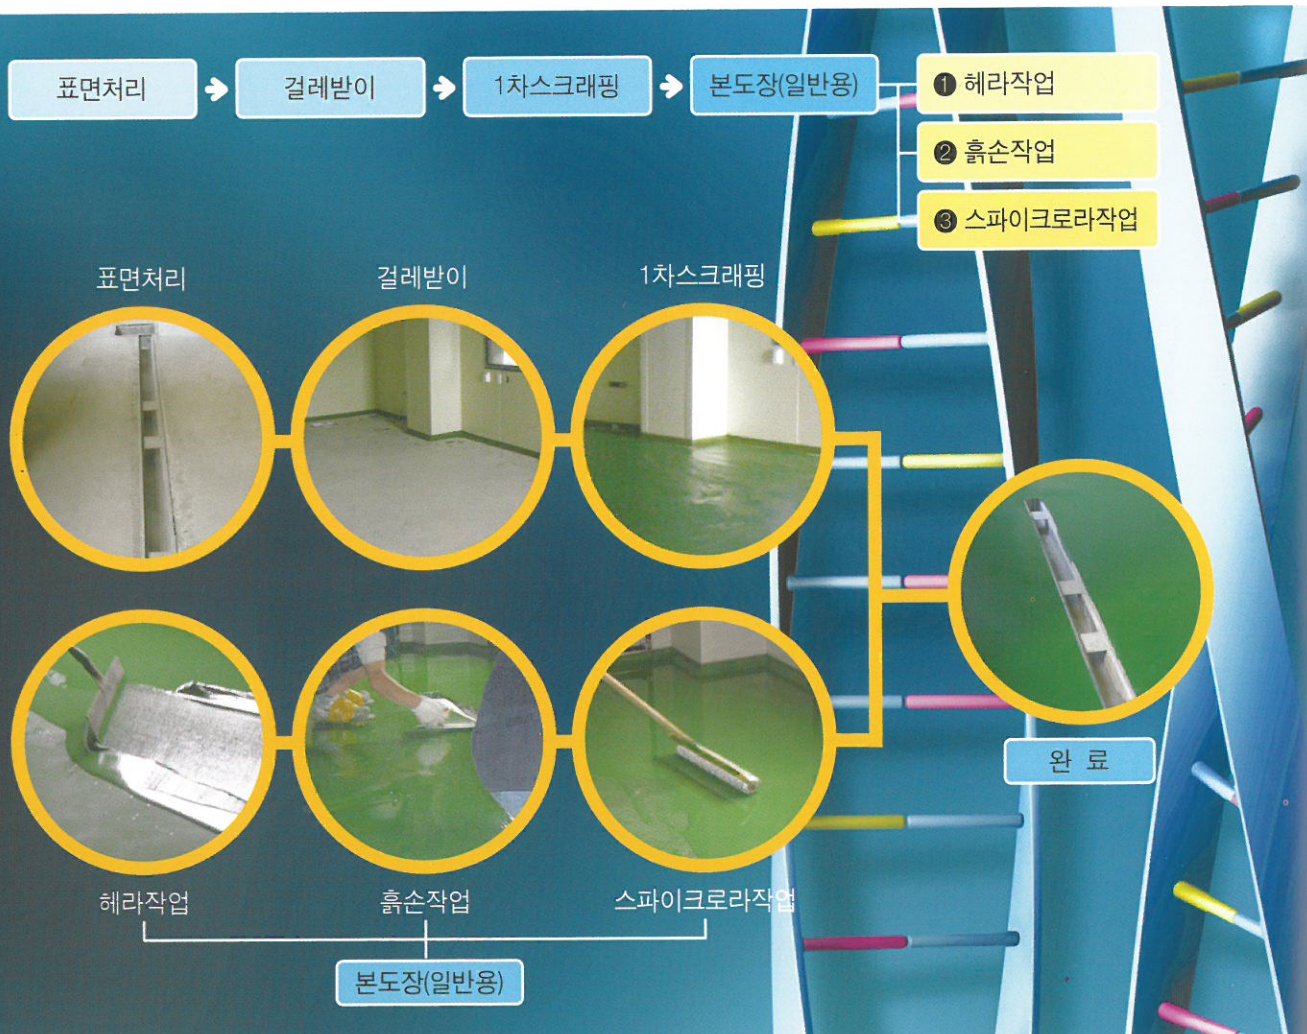 표면처리
걸레받이
1차스크래핑
본도장(일반용)
❶ 헤라작업
❷ 흙손작업
❸ 스파이크로라작업
표면처리
걸레받이
1차스크래핑
완 료
헤라작업
흙손작업
스파이크로라작업
본도장(일반용)